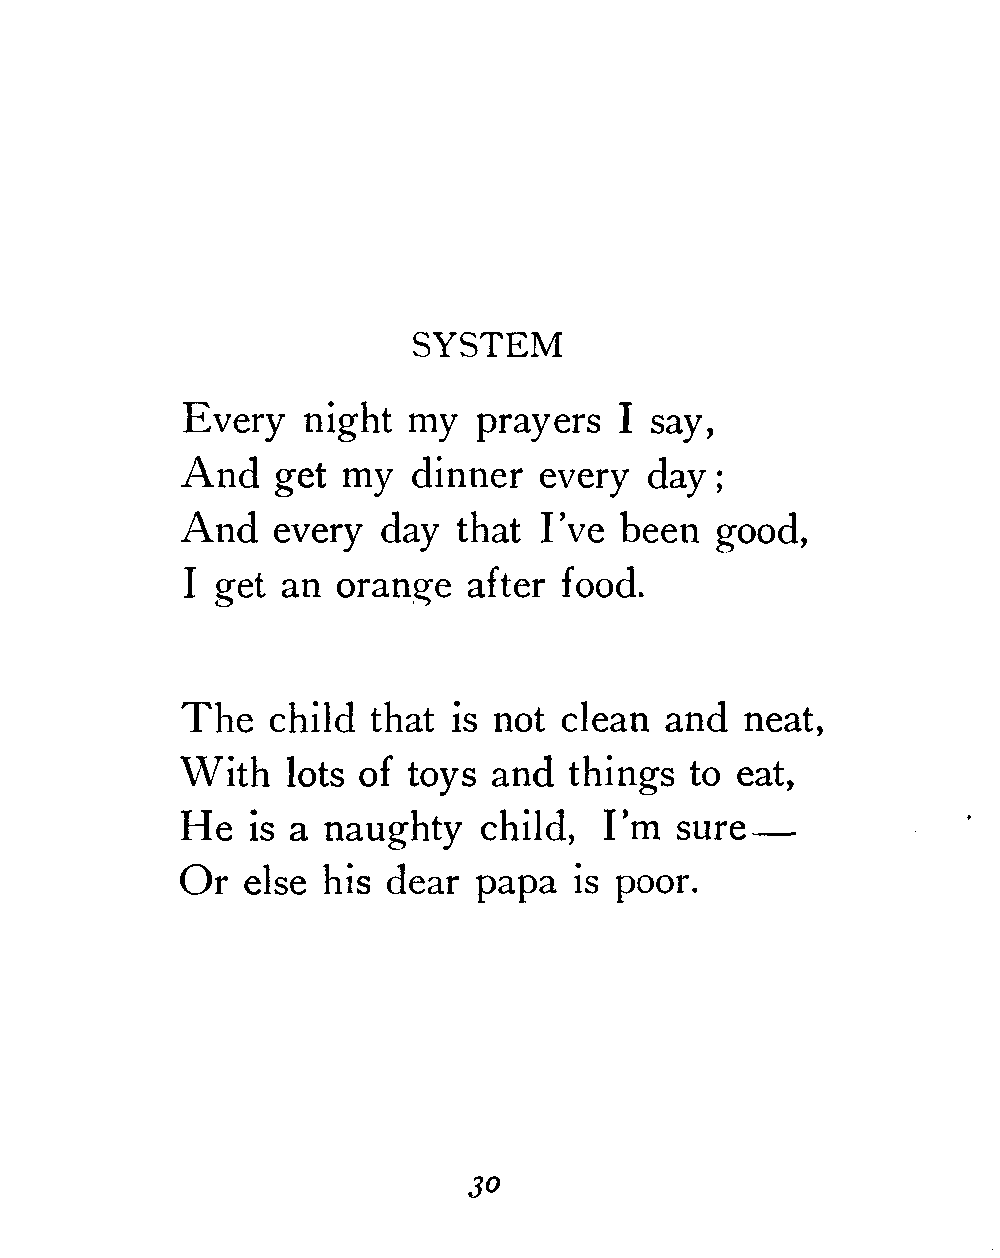 SYSTEM
Every night my prayers I say,
And get my dinner every day;
And every day that I've been good,
I get an orange after food.
The child that is not clean and neat,
With lots of toys and things to eat,
He is a naughty child, I'm sure—
Or else his dear papa is poor.
30